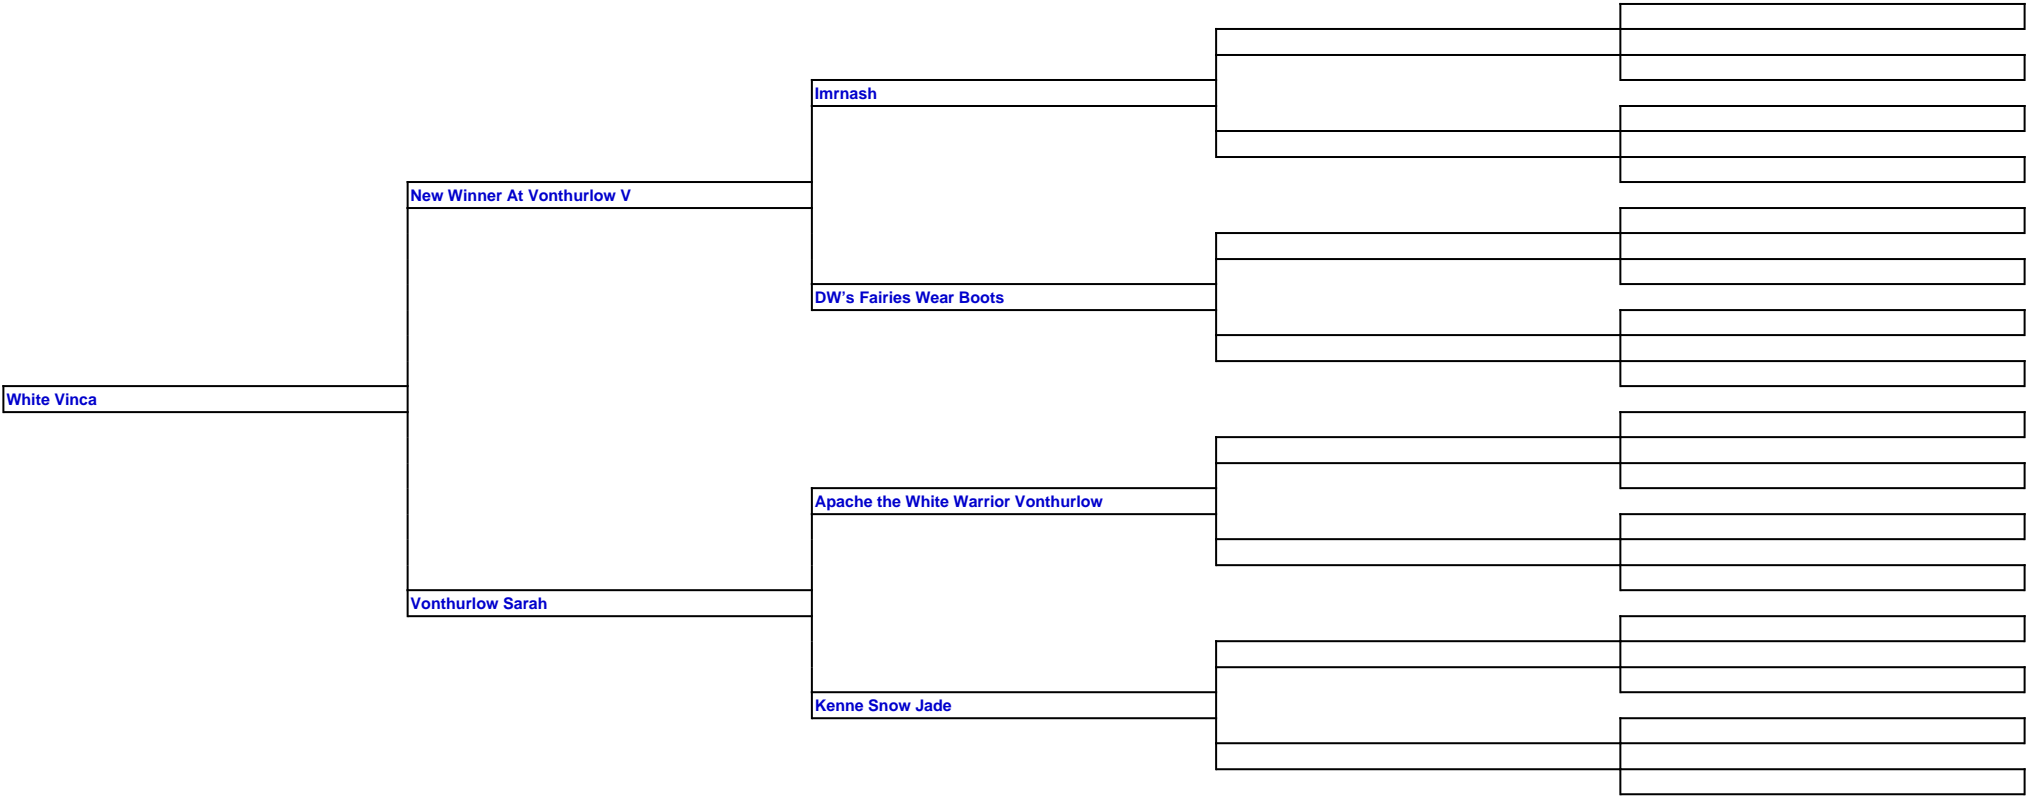 Imrnash
New Winner At Vonthurlow V
DW’s Fairies Wear Boots
White Vinca
Apache the White Warrior Vonthurlow
Vonthurlow Sarah
Kenne Snow Jade